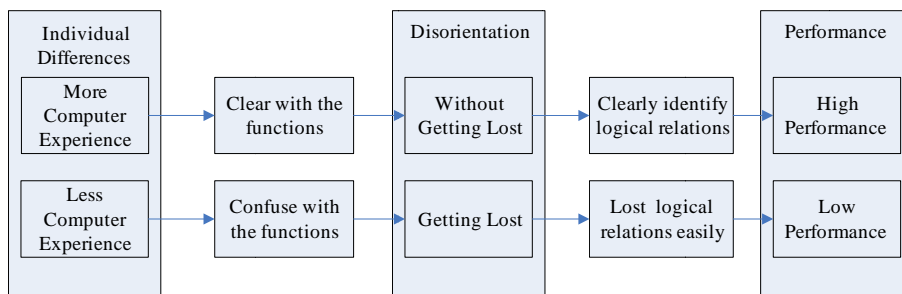 Individual
Differences
Disorientation
Performance
More
Computer
Experience
Clear with the
functions
Without
Getting Lost
Clearly identify
logical relations
High
Performance
Less
Computer
Experience
Confuse with
the functions
Getting Lost
Lost logical
relations easily
Low
Performance